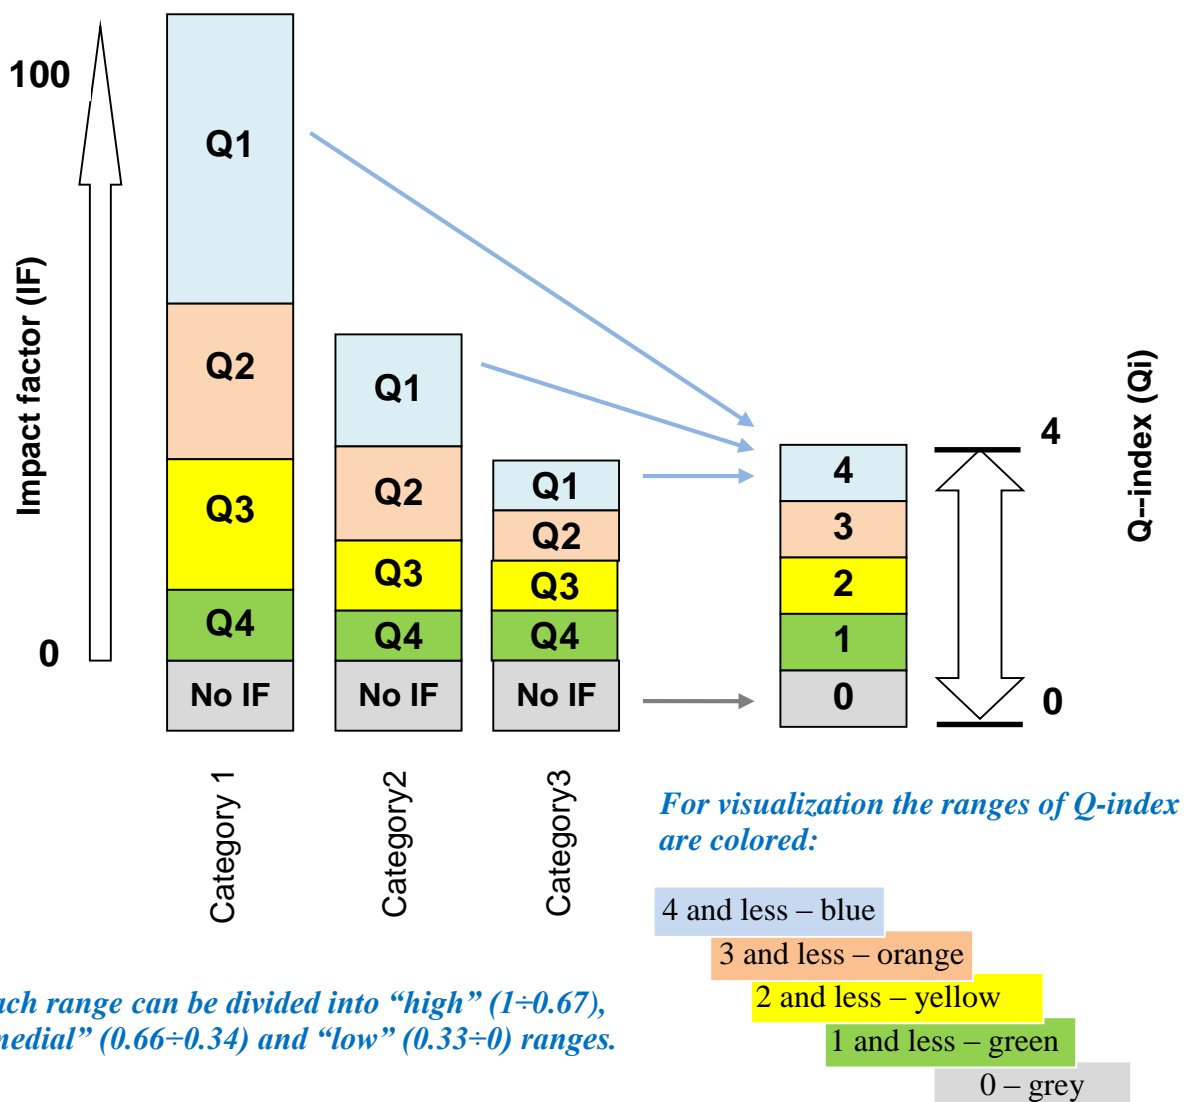 100
Impact factor (IF)
0
Q1
Q2
Q3
Q4
No IF
Category 1
Q1
Q2
Q3
Q4
No IF
Category2
Q1
Q2
Q3
Q4
No IF
Category3
4
3
2
1
0
4
0
Q--index (Qi)
For visualization the ranges of Q-index
are colored:
4 and less – blue
3 and less – orange
2 and less – yellow
1 and less – green
0 – grey
ach range can be divided into “high” (1÷0.67),
nedial” (0.66÷0.34) and “low” (0.33÷0) ranges.